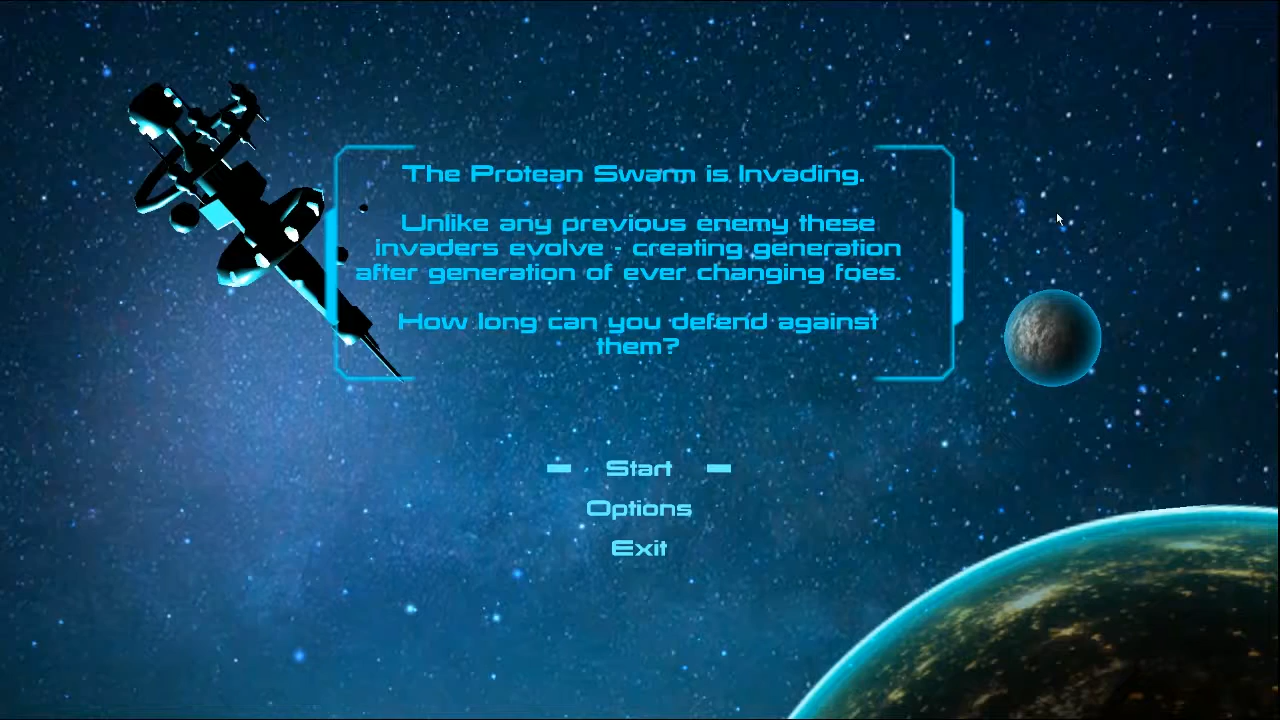 The Protean Swarm is Invading.
Unlike any previous enemy these
invaders evolve - creating generation
after generation of ever changing foes.
How long can you defend against
them?
Start
Options
Exit